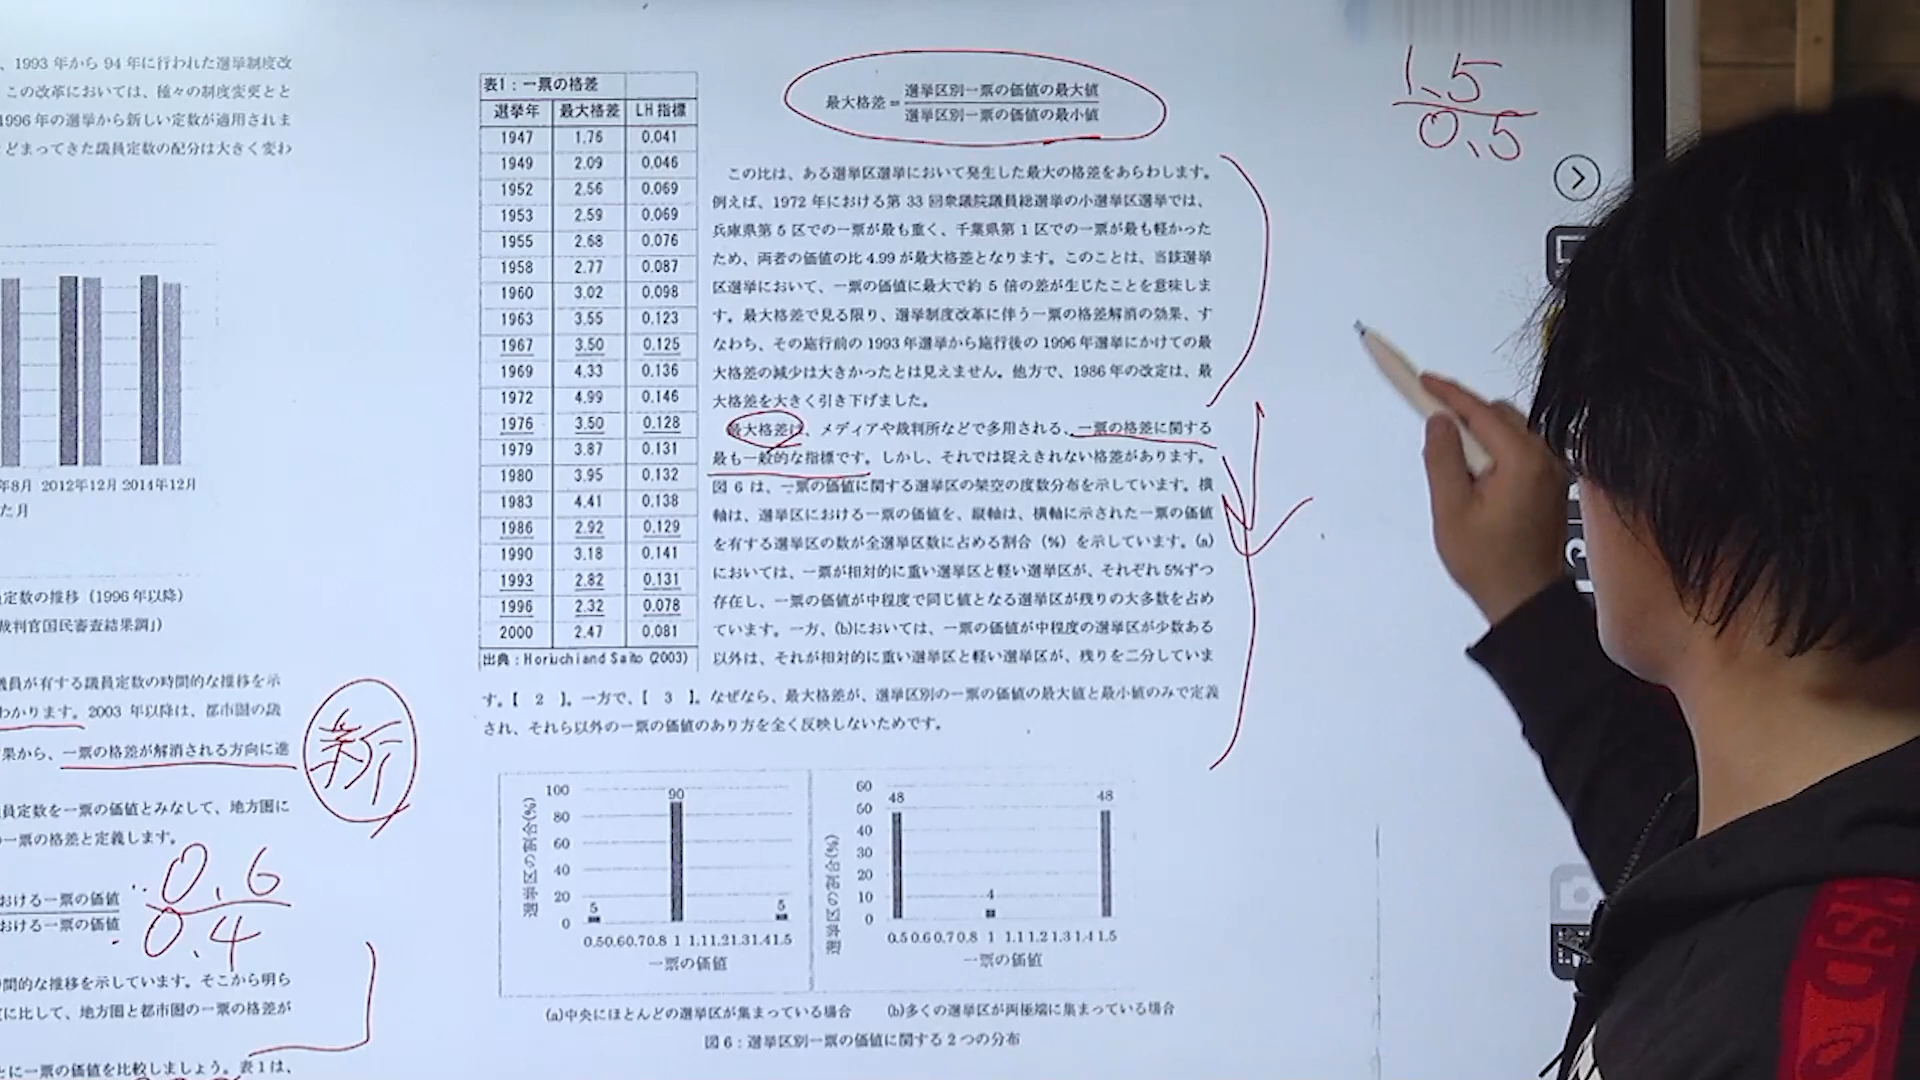 、1993 年から 94 年に行われた選挙制度改
この改革においては、種々の制度変更とと
1996 年の選挙から新しい定数が適用されま
どまってきた議員定数の配分は大きく変わ
年8月 2012年12月 2014年12月
た月
定数の推移（1996 年以降）
裁判官国民審査結果調」）
議員が有する議員定数の時間的な推移を示
わかります。2003 年以降は、都市圏の議
果から、一票の格差が解消される方向に進
新
員定数を一票の価値とみなして、地方圏に
一票の格差と定義します。
おける一票の価値
おける一票の価値
0.6
0.4
間的な推移を示しています。そこから明ら
に比して、地方圏と都市圏の一票の格差が
とに一票の価値を比較しましょう。表1は、
表1：一票の格差
選挙年 最大格差 LH指標
1947 1.76 0.041
1949 2.09 0.046
1952 2.56 0.069
1953 2.59 0.069
1955 2.68 0.076
1958 2.77 0.087
1960 3.02 0.098
1963 3.55 0.123
1967 3.50 0.125
1969 4.33 0.136
1972 4.99 0.146
1976 3.50 0.128
1979 3.87 0.131
1980 3.95 0.132
1983 4.41 0.138
1986 2.92 0.129
1990 3.18 0.141
1993 2.82 0.131
1996 2.32 0.078
2000 2.47 0.081
出典：Horiuchi and Saito (2003)
最大格差＝
選挙区別一票の価値の最大値
選挙区別一票の価値の最小値
1.5
0.5
この比は、ある選挙区選挙において発生した最大の格差をあらわします。
例えば、1972 年における第 33 回衆議院議員総選挙の小選挙区選挙では、
兵庫県第 5 区での一票が最も重く、千葉県第 1 区での一票が最も軽かった
ため、両者の価値の比 4.99 が最大格差となります。このことは、当該選挙
区選挙において、一票の価値に最大で約 5 倍の差が生じたことを意味しま
す。最大格差で見る限り、選挙制度改革に伴う一票の格差解消の効果、す
なわち、その施行前の 1993 年選挙から施行後の 1996 年選挙にかけての最
大格差の減少は大きかったとは見えません。他方で、1986 年の改定は、最
大格差を大きく引き下げました。
最大格差は、メディアや裁判所などで多用される、一票の格差に関する
最も一般的な指標です。しかし、それでは捉えきれない格差があります。
図 6 は、一票の価値に関する選挙区の架空の度数分布を示しています。横
軸は、選挙区における一票の価値を、縦軸は、横軸に示された一票の価値
を有する選挙区の数が全選挙区数に占める割合（％）を示しています。(a)
においては、一票が相対的に重い選挙区と軽い選挙区が、それぞれ 5%ずつ
存在し、一票の価値が中程度で同じ値となる選挙区が残りの大多数を占め
ています。一方、(b)においては、一票の価値が中程度の選挙区が少数ある
以外は、それが相対的に重い選挙区と軽い選挙区が、残りを二分していま
す。【 2 】。一方で、【 3 】。なぜなら、最大格差が、選挙区別の一票の価値の最大値と最小値のみで定義
され、それら以外の一票の価値のあり方を全く反映しないためです。
選挙区の割合(%)
100
80
60
40
20
0
5
90
5
0.5 0.6 0.7 0.8 1 1.1 1.2 1.3 1.4 1.5
一票の価値
選挙区の割合(%)
60
50
40
30
20
10
0
48
4
48
0.5 0.6 0.7 0.8 1 1.1 1.2 1.3 1.4 1.5
一票の価値
(a)中央にほとんどの選挙区が集まっている場合
(b)多くの選挙区が両極端に集まっている場合
図 6：選挙区別一票の価値に関する 2 つの分布